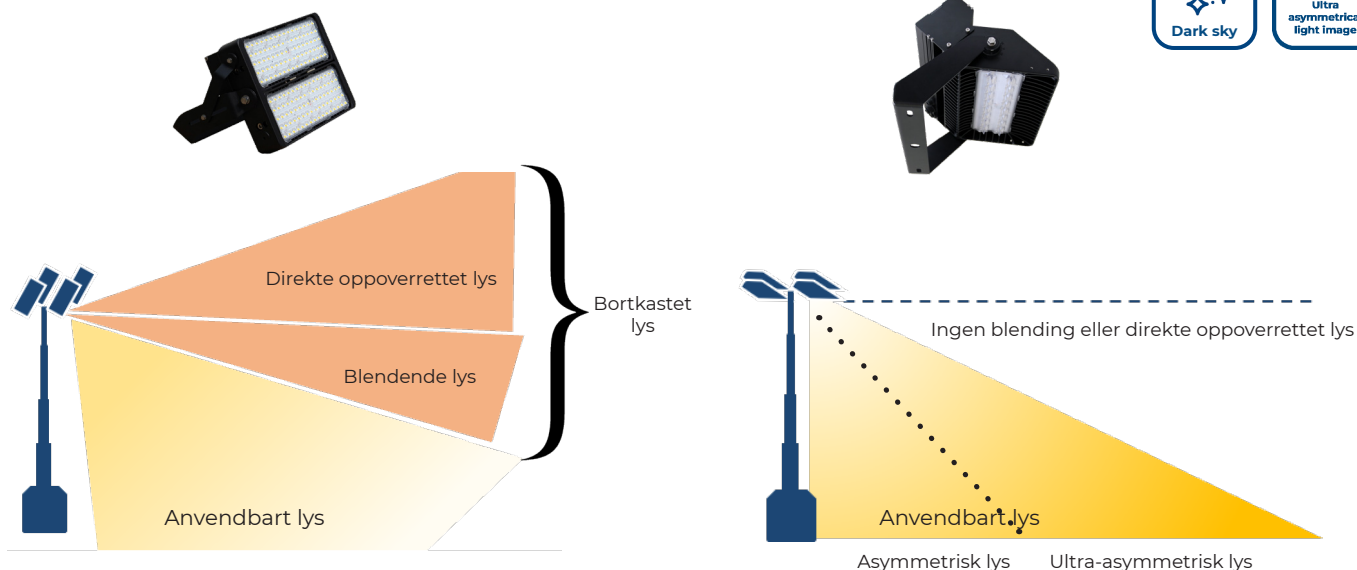 Dark sky
Ultra
asymmetrica
light image
Direkte oppoverrettet lys
Bortkastet
lys
Blendende lys
Anvendbart lys
Ingen blending eller direkte oppoverrettet lys
Anvendbart lys
Asymmetrisk lys
Ultra-asymmetrisk lys